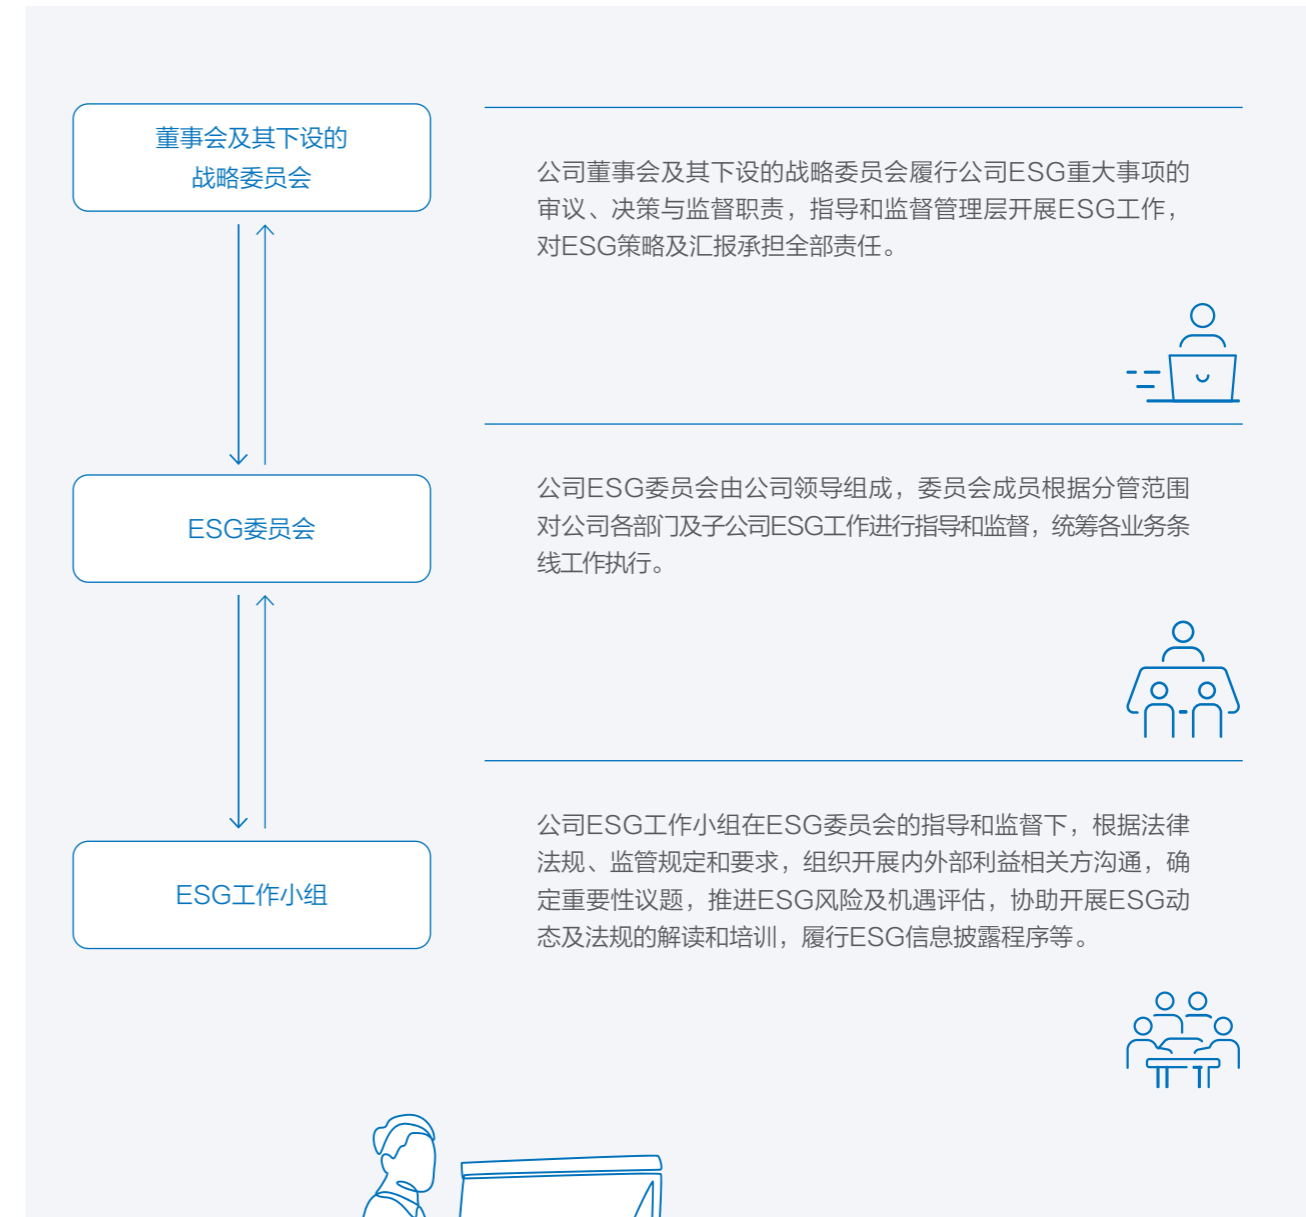 董事会及其下设的
战略委员会
公司董事会及其下设的战略委员会履行公司ESG重大事项的
审议、决策与监督职责，指导和监督管理层开展ESG工作，
对ESG策略及汇报承担全部责任。
ESG委员会
公司ESG委员会由公司领导组成，委员会成员根据分管范围
对公司各部门及子公司ESG工作进行指导和监督，统筹各业务条
线工作执行。
ESG工作小组
公司ESG工作小组在ESG委员会的指导和监督下，根据法律
法规、监管规定和要求，组织开展内外部利益相关方沟通，确
定重要性议题，推进ESG风险及机遇评估，协助开展ESG动
态及法规的解读和培训，履行ESG信息披露程序等。